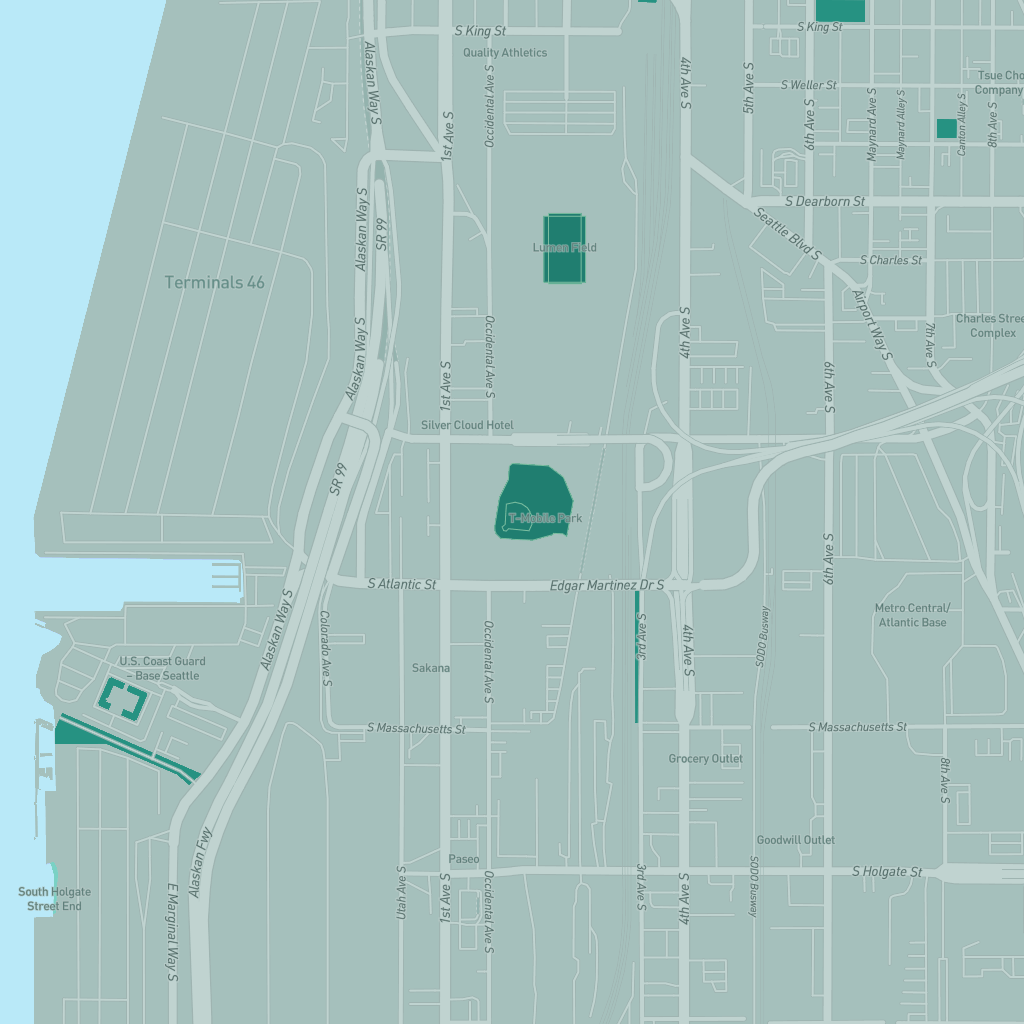 S King St
S King St
Quality Athletics
Alaskan Way S
Occidental Ave S
4th Ave S
5th Ave S
S Weller St
Tsue Cho
Company
6th Ave S
Maynard Ave S
Maynard Alley S
Canton Alley S
8th Ave S
1st Ave S
S Dearborn St
Alaskan Way S
SR 99
Seattle Blvd S
Lumen Field
S Charles St
Terminals 46
Airport Way S
Charles Stree
Complex
7th Ave S
4th Ave S
Alaskan Way S
Occidental Ave S
1st Ave S
6th Ave S
Silver Cloud Hotel
SR 99
T-Mobile Park
6th Ave S
S Atlantic St
Edgar Martinez Dr S
Metro Central/
Atlantic Base
Alaskan Way S
Colorado Ave S
Occidental Ave S
3rd Ave S
4th Ave S
SODO Busway
U.S. Coast Guard
– Base Seattle
Sakana
S Massachusetts St
S Massachusetts St
Grocery Outlet
8th Ave S
Goodwill Outlet
Alaskan Fwy
Paseo
S Holgate St
South Holgate
Street End
E Marginal Way S
Utah Ave S
1st Ave S
Occidental Ave S
3rd Ave S
4th Ave S
SODO Busway